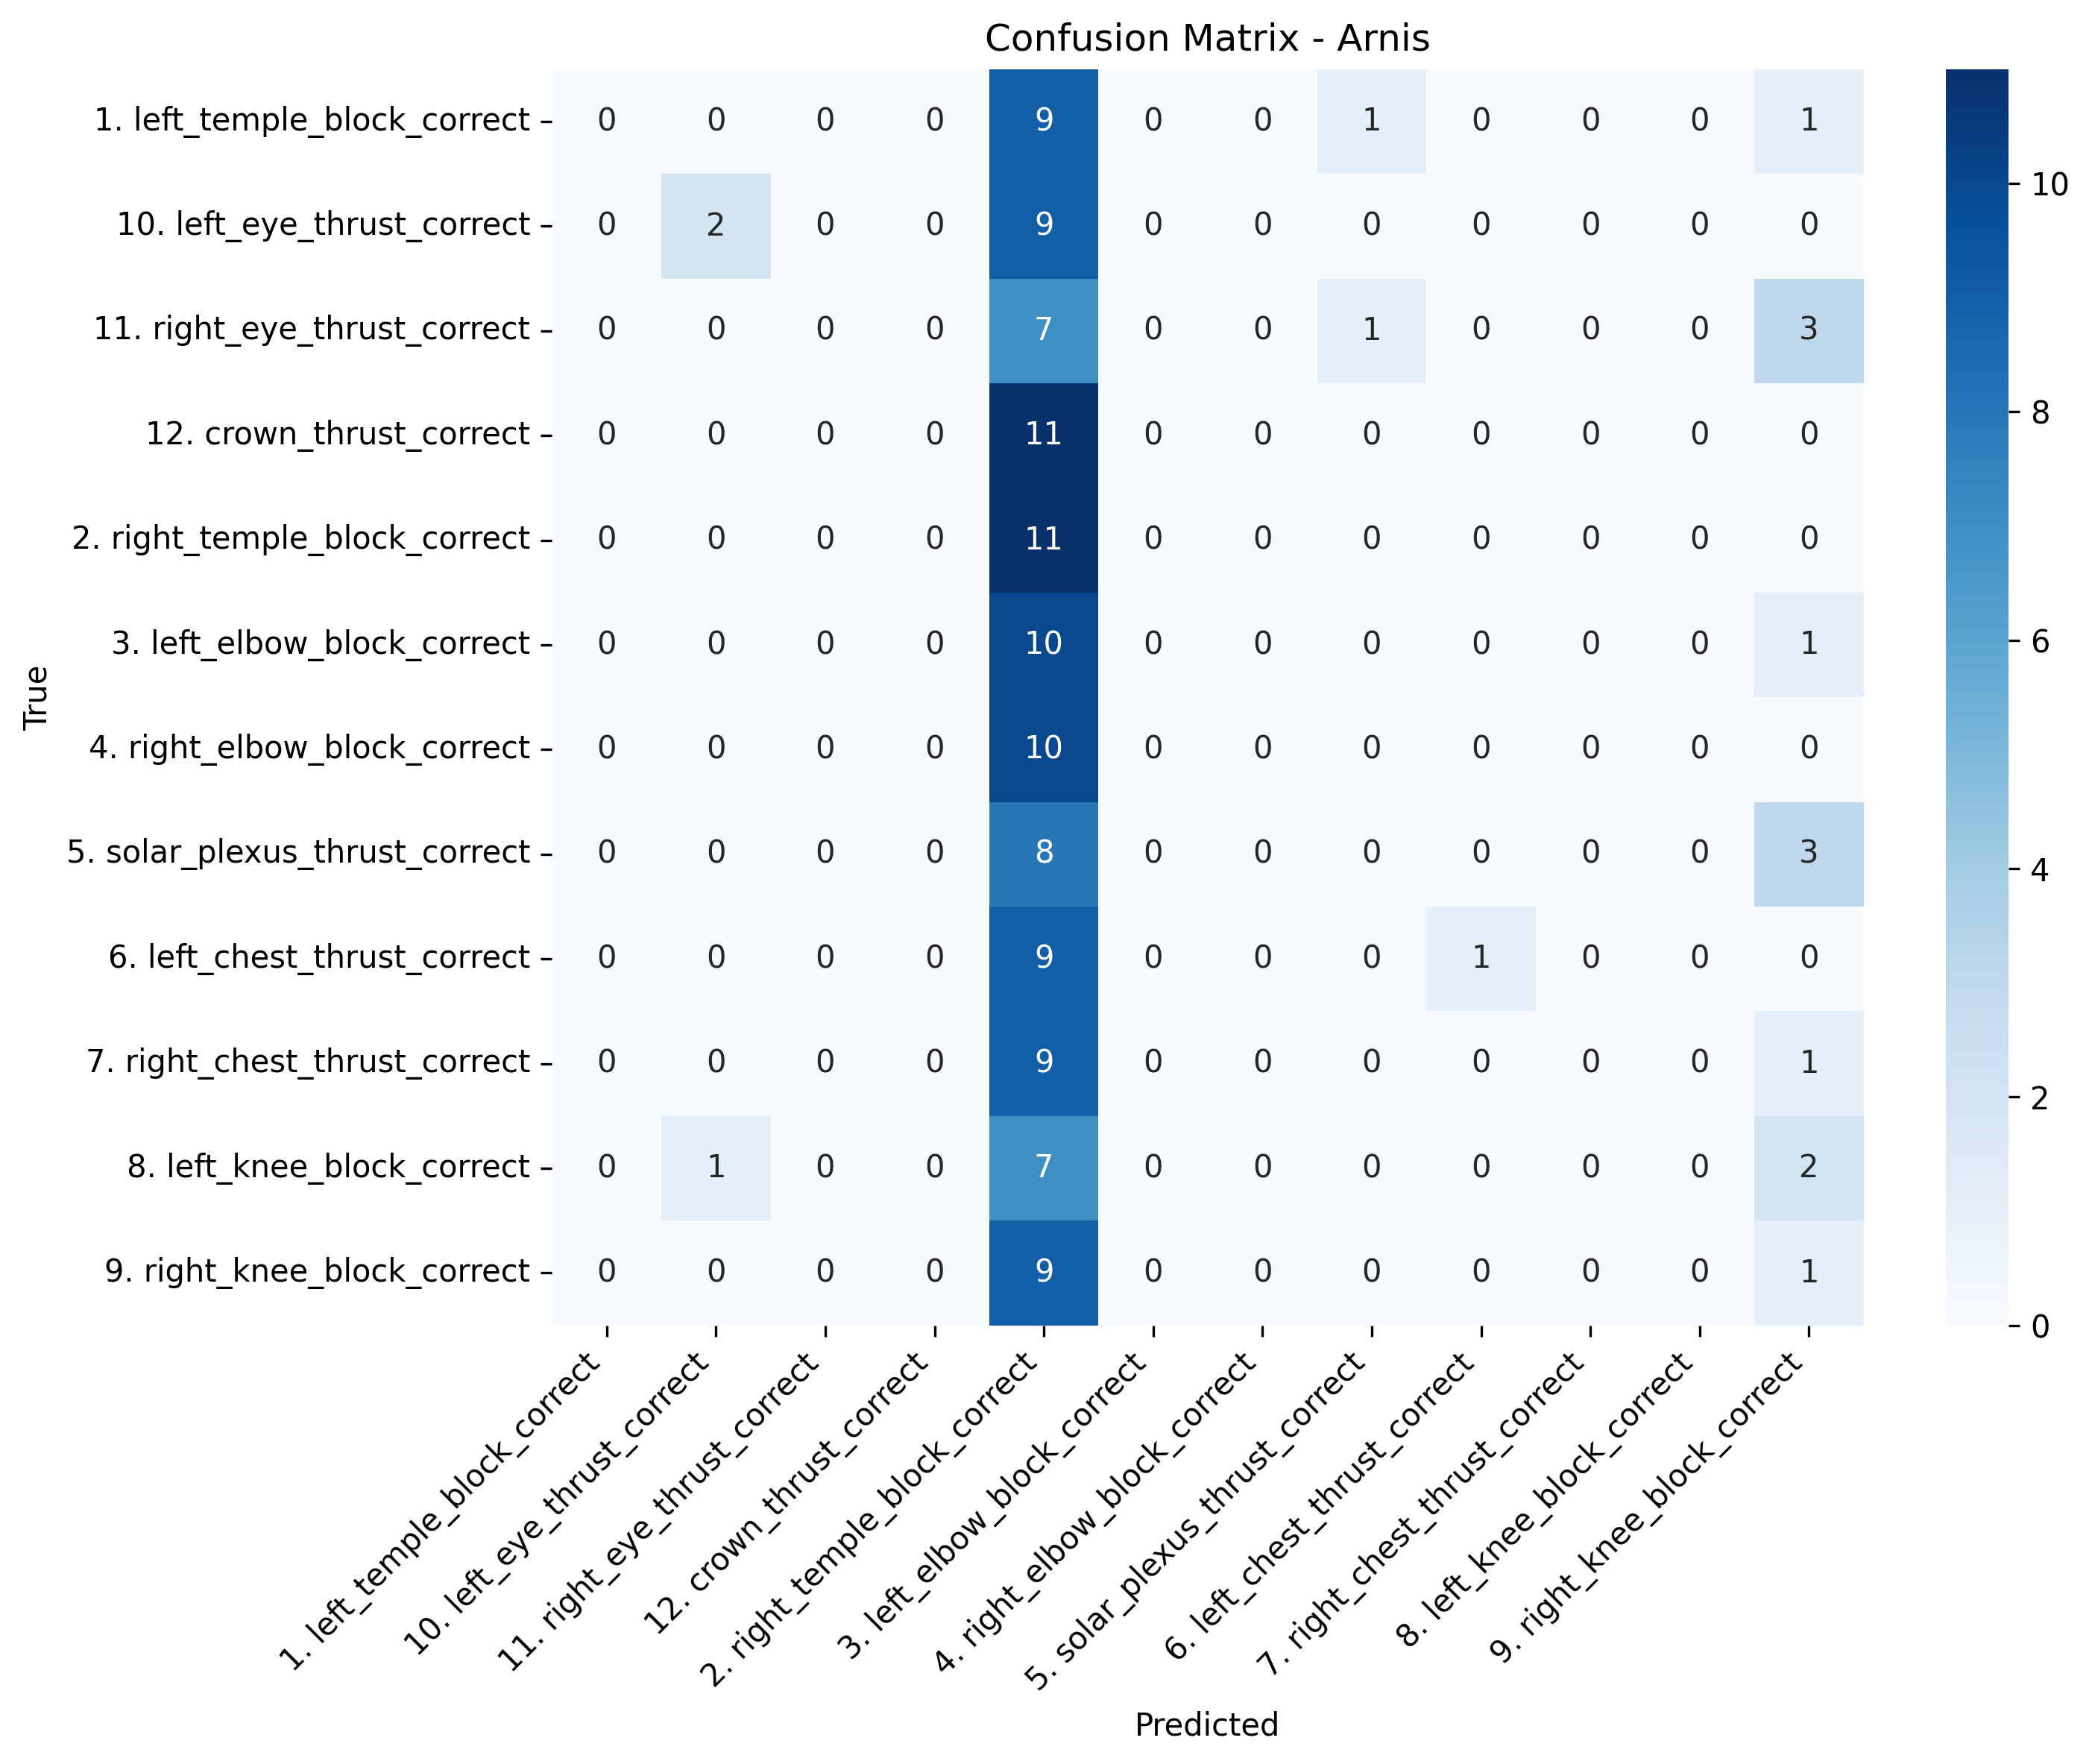 Confusion Matrix - Arnis
1. left_temple_block_correct 0 0 0 0 9 0 0 1 0 0 0 1
10. left_eye_thrust_correct 0 2 0 0 9 0 0 0 0 0 0 0
11. right_eye_thrust_correct 0 0 0 0 7 0 0 1 0 0 0 3
12. crown_thrust_correct 0 0 0 0 11 0 0 0 0 0 0 0
2. right_temple_block_correct 0 0 0 0 11 0 0 0 0 0 0 0
3. left_elbow_block_correct 0 0 0 0 10 0 0 0 0 0 0 1
4. right_elbow_block_correct 0 0 0 0 10 0 0 0 0 0 0 0
5. solar_plexus_thrust_correct 0 0 0 0 8 0 0 0 0 0 0 3
6. left_chest_thrust_correct 0 0 0 0 9 0 0 0 1 0 0 0
7. right_chest_thrust_correct 0 0 0 0 9 0 0 0 0 0 0 1
8. left_knee_block_correct 0 1 0 0 7 0 0 0 0 0 0 2
9. right_knee_block_correct 0 0 0 0 9 0 0 0 0 0 0 1
True
1. left_temple_block_correct
10. left_eye_thrust_correct
11. right_eye_thrust_correct
12. crown_thrust_correct
2. right_temple_block_correct
3. left_elbow_block_correct
4. right_elbow_block_correct
5. solar_plexus_thrust_correct
6. left_chest_thrust_correct
7. right_chest_thrust_correct
8. left_knee_block_correct
9. right_knee_block_correct
Predicted
10
8
6
4
2
0